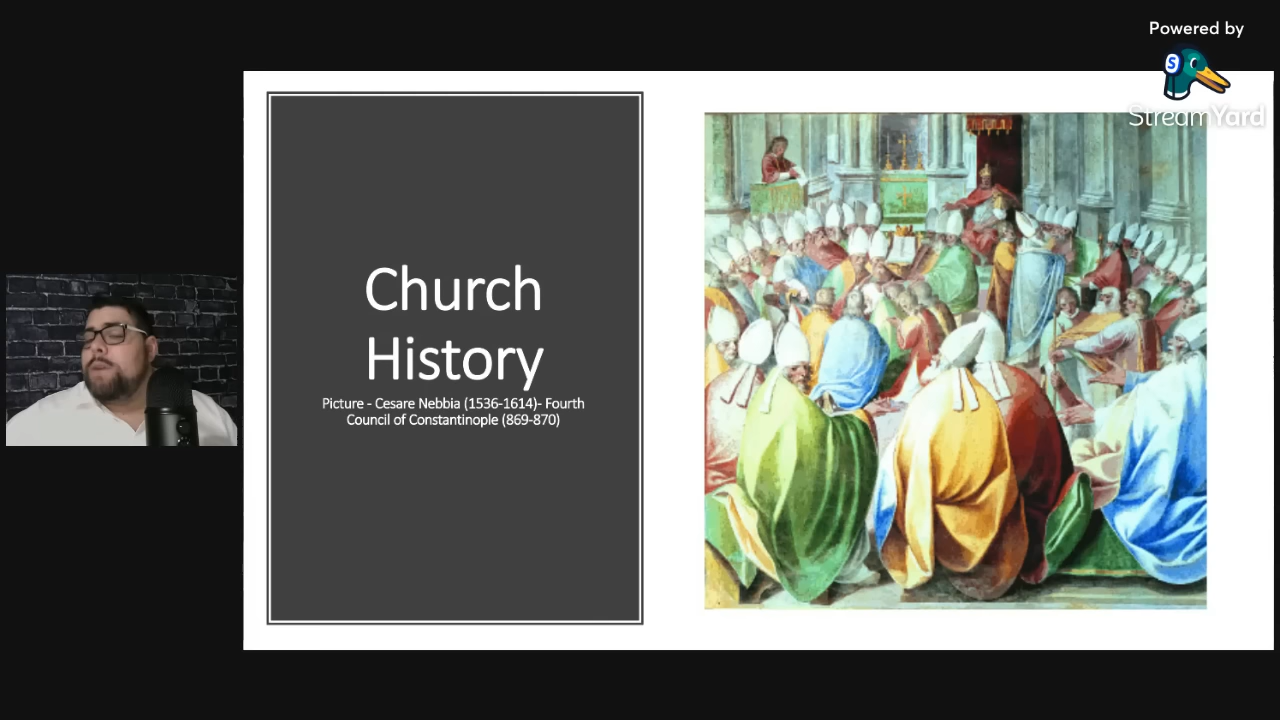 Powered by
S
StreamYard
Church
History
Picture - Cesare Nebbia (1536-1614)- Fourth
Council of Constantinople (869-870)